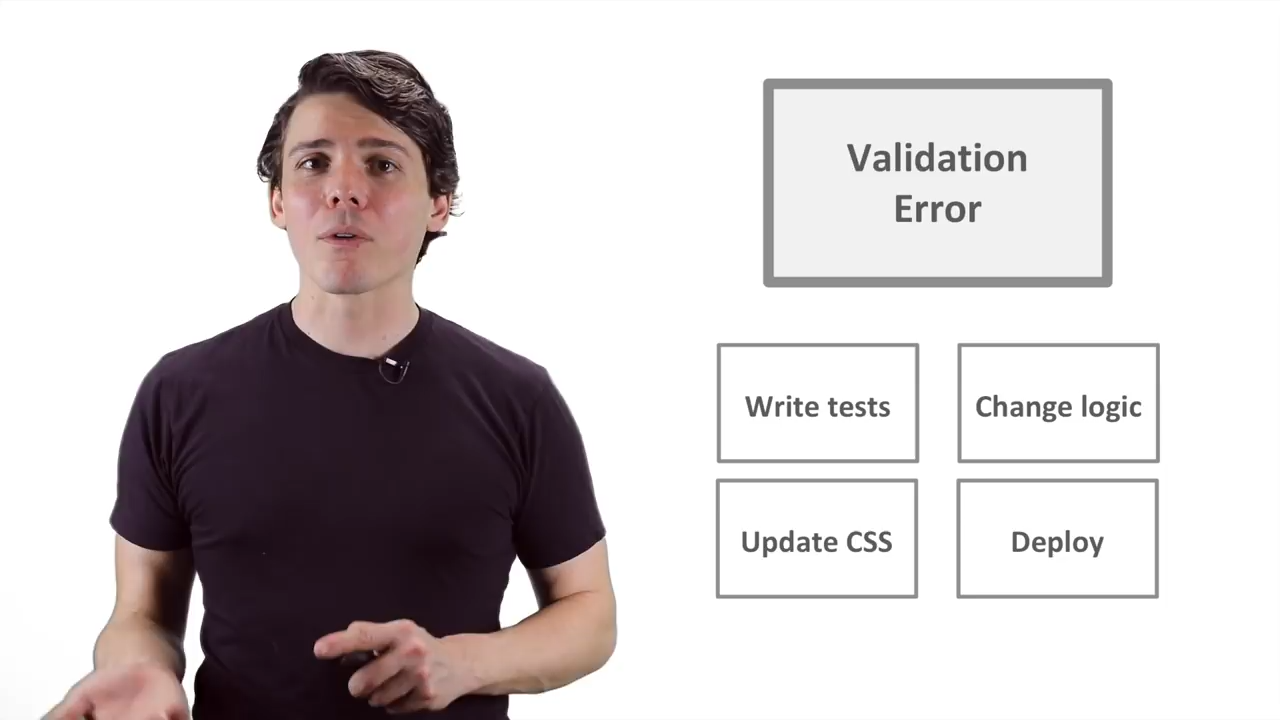 Validation
Error
Write tests
Change logic
Update CSS
Deploy